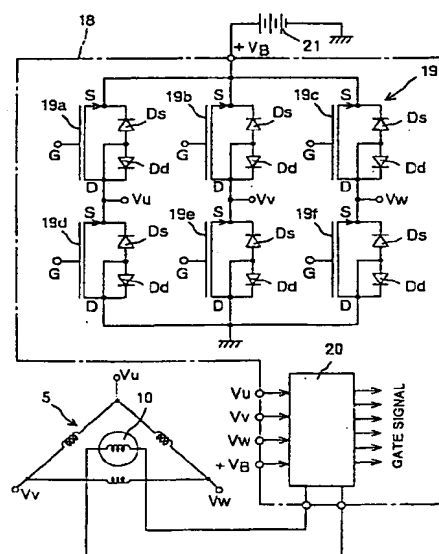 18
+VB
21
19
19a
S
Ds
G
Dd
D
19b
S
Ds
G
Dd
D
19c
S
Ds
G
Dd
D
Vu
Vv
Vw
19d
S
Ds
G
Dd
D
19e
S
Ds
G
Dd
D
19f
S
Ds
G
Dd
D
20
Vu
Vv
Vw
+VB
GATE SIGNAL
5
10
Vu
Vv
Vw